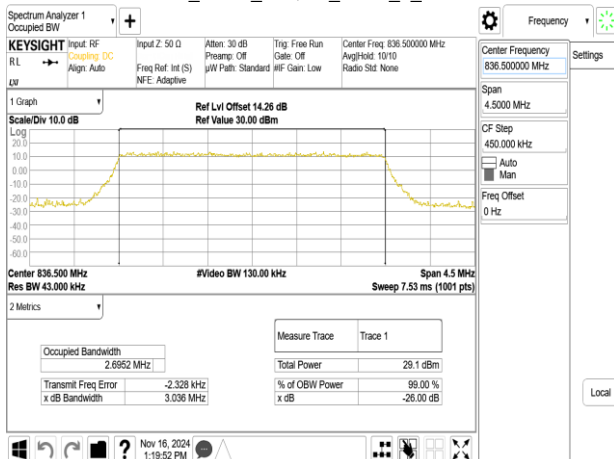 Spectrum Analyzer 1
Occupied BW
Frequency
KEYSIGHT
RL
Input: RF
Coupling: DC
Align: Auto
Input Z: 50 Ω
Freq Ref: Int (S)
NFE: Adaptive
Atten: 30 dB
Preamp: Off
µW Path: Standard
Trig: Free Run
Gate: Off
#IF Gain: Low
Center Freq: 836.500000 MHz
Avg|Hold: 10/10
Radio Std: None
Center Frequency
836.500000 MHz
Settings
Span
4.5000 MHz
CF Step
450.000 kHz
Auto
Man
Freq Offset
0 Hz
Local
1 Graph
Scale/Div 10.0 dB
Ref Lvl Offset 14.26 dB
Ref Value 30.00 dBm
Log
20.0
10.0
0.00
-10.0
-20.0
-30.0
-40.0
-50.0
-60.0
Center 836.500 MHz
#Video BW 130.00 kHz
Span 4.5 MHz
Res BW 43.000 kHz
Sweep 7.53 ms (1001 pts)
2 Metrics
Measure Trace
Trace 1
Occupied Bandwidth
2.6952 MHz
Total Power
29.1 dBm
Transmit Freq Error
-2.328 kHz
% of OBW Power
99.00 %
x dB Bandwidth
3.036 MHz
x dB
-26.00 dB
?
Nov 16, 2024
1:19:52 PM